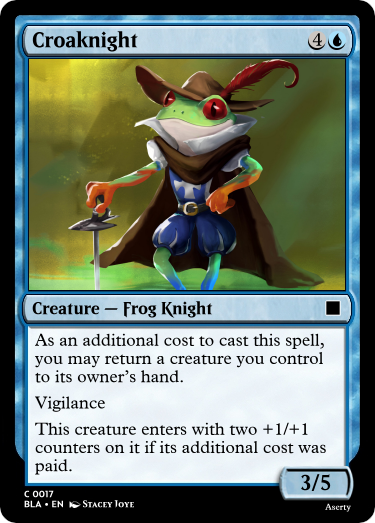 Croaknight 4
Creature — Frog Knight
As an additional cost to cast this spell,
you may return a creature you control
to its owner's hand.
Vigilance
This creature enters with two +1/+1
counters on it if its additional cost was
paid.
3/5
C 0017
BLA • EN Stacey Joye
Aserty